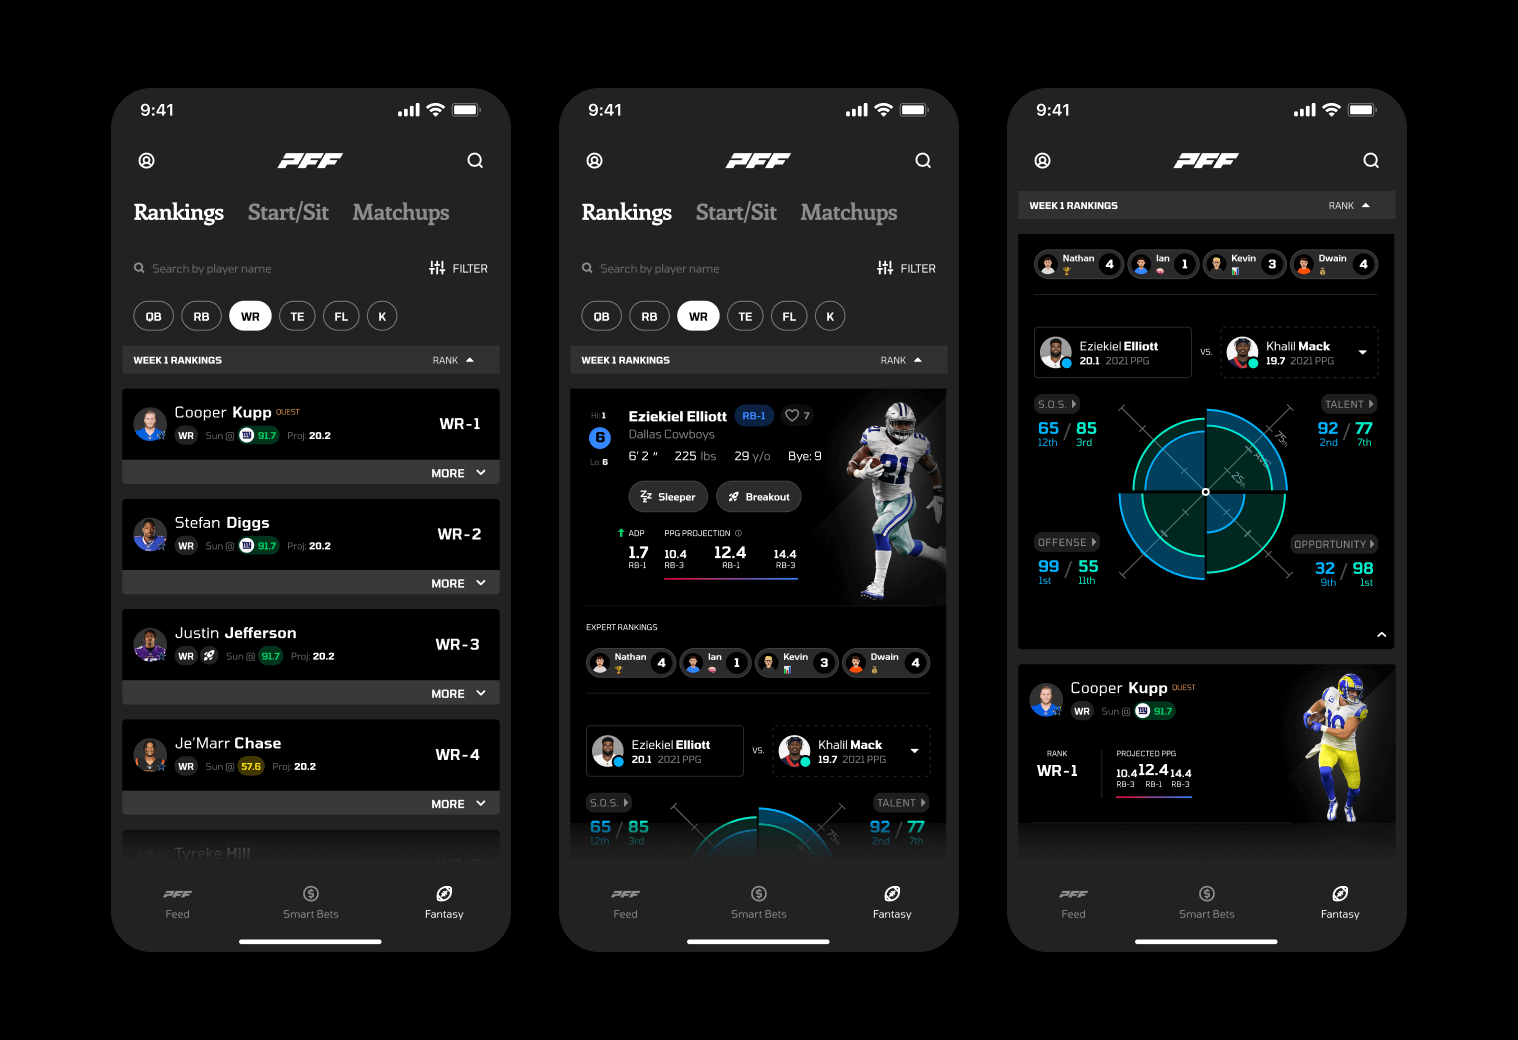 9:41
PFF
Rankings Start/Sit Matchups
Search by player name FILTER
QB RB WR TE FL K
WEEK 1 RANKINGS RANK
Cooper Kupp QUEST
WR Sun @ 91.7 Proj: 20.2
WR-1
MORE
Stefan Diggs
WR Sun @ 91.7 Proj: 20.2
WR-2
MORE
Justin Jefferson
WR Sun @ 91.7 Proj: 20.2
WR-3
MORE
Je'Marr Chase
WR Sun @ 57.6 Proj: 20.2
WR-4
MORE
Tyreke Hill
PFF
Feed Smart Bets Fantasy
9:41
PFF
Rankings Start/Sit Matchups
Search by player name FILTER
QB RB WR TE FL K
WEEK 1 RANKINGS RANK
Hi: 1
6
Lo: 6
Eziekiel Elliott RB-1 7
Dallas Cowboys
6' 2 " 225 lbs 29 y/o Bye: 9
Sleeper Breakout
ADP PPG PROJECTION
1.7 10.4 12.4 14.4
RB-1 RB-3 RB-1 RB-3
EXPERT RANKINGS
Nathan 4 Ian 1 Kevin 3 Dwain 4
Eziekiel Elliott
20.1 2021 PPG
vs.
Khalil Mack
19.7 2021 PPG
S.O.S. TALENT
65 / 85 92 / 77
12th 3rd 2nd 7th
75th
PFF
Feed Smart Bets Fantasy
9:41
PFF
WEEK 1 RANKINGS RANK
Nathan 4 Ian 1 Kevin 3 Dwain 4
Eziekiel Elliott
20.1 2021 PPG
vs.
Khalil Mack
19.7 2021 PPG
S.O.S. TALENT
65 / 85 92 / 77
12th 3rd 2nd 7th
75th
AVG
25th
OFFENSE OPPORTUNITY
99 / 55 32 / 98
1st 11th 9th 1st
Cooper Kupp QUEST
WR Sun @ 91.7
RANK PROJECTED PPG
WR-1 10.4 12.4 14.4
RB-3 RB-1 RB-3
PFF
Feed Smart Bets Fantasy